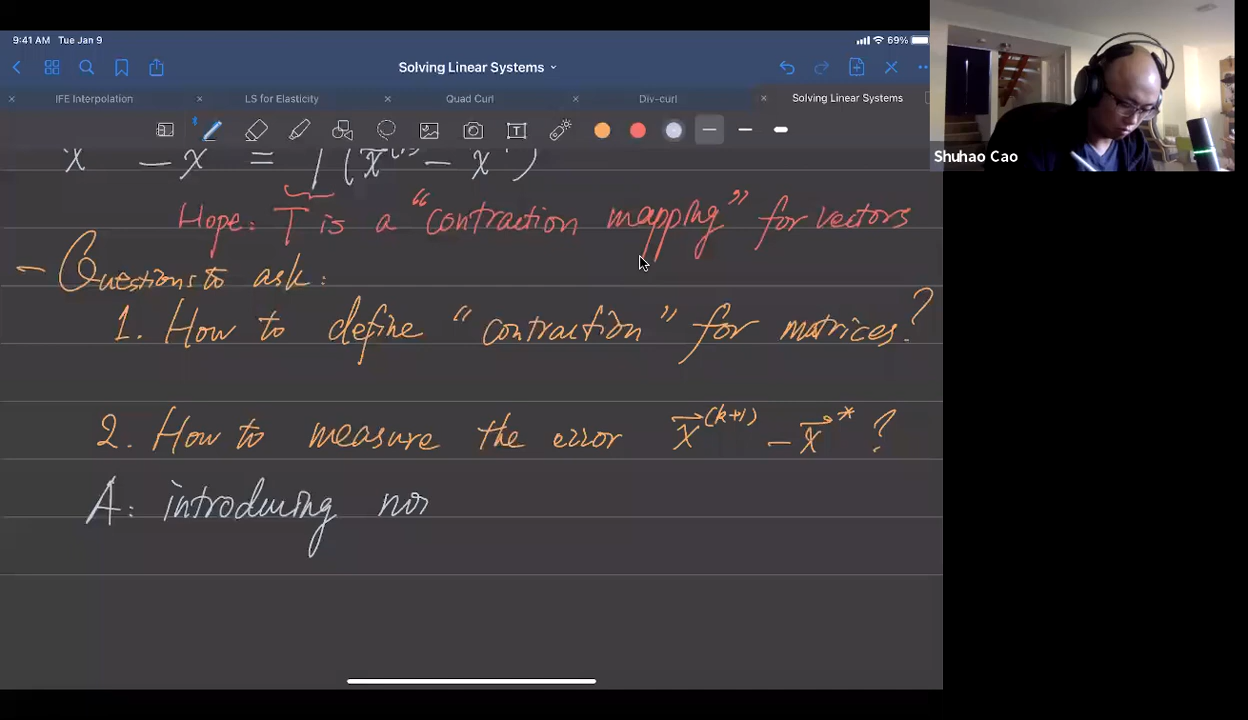 9:41 AM Tue Jan 9
69%
Solving Linear Systems
IFE Interpolation
LS for Elasticity
Quad Curl
Div-curl
Solving Linear Systems
Shuhao Cao
Hope: T is a "contraction mapping" for vectors
- Questions to ask:
1. How to define "contraction" for matrices?
2. How to measure the error x⃗^(k+1) - x⃗^* ?
A: introducing nor